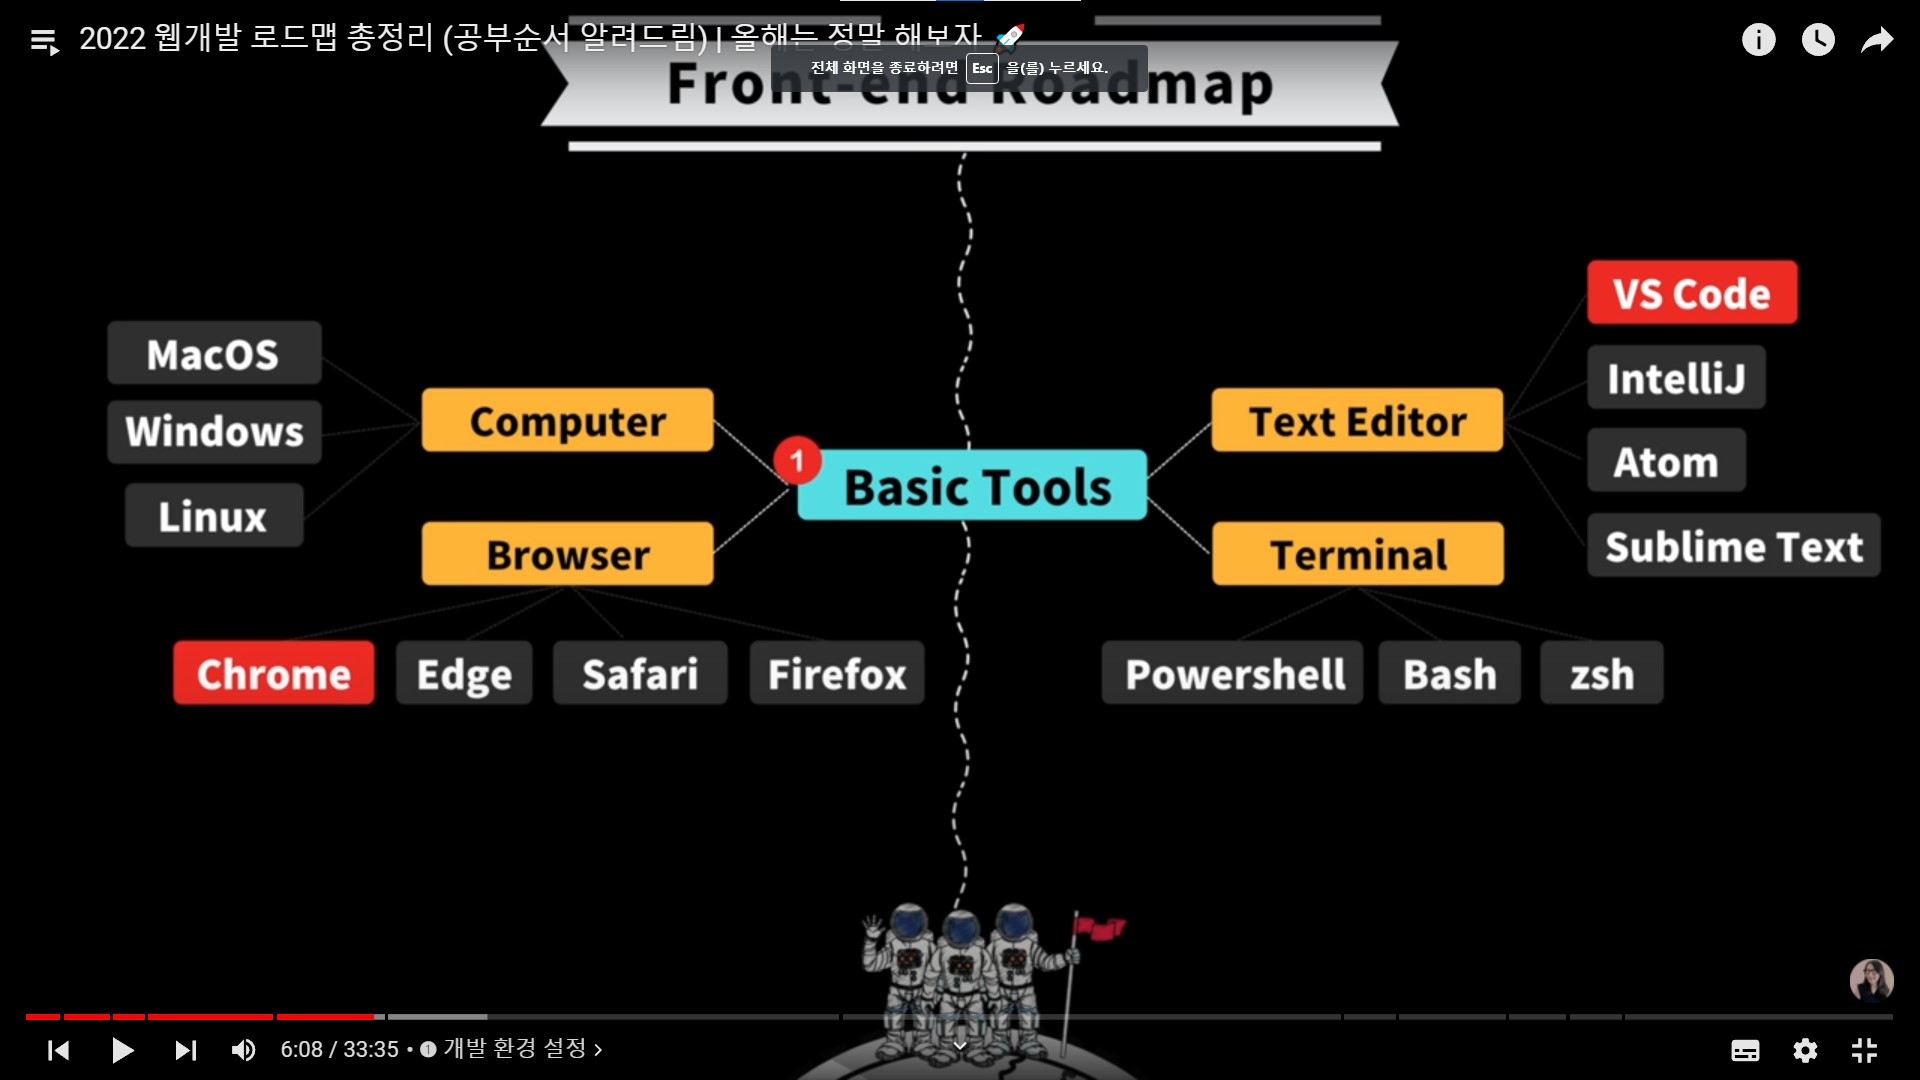 2022 웹개발 로드맵 총정리 (공부순서 알려드림) | 올해는 정말 해보자 🚀
전체 화면을 종료하려면 Esc 을(를) 누르세요.
Front-end Roadmap
VS Code
MacOS
IntelliJ
Windows
Computer
Text Editor
Atom
1
Basic Tools
Linux
Browser
Terminal
Sublime Text
Chrome
Edge
Safari
Firefox
Powershell
Bash
zsh
6:08 / 33:35 • ❶ 개발 환경 설정 >